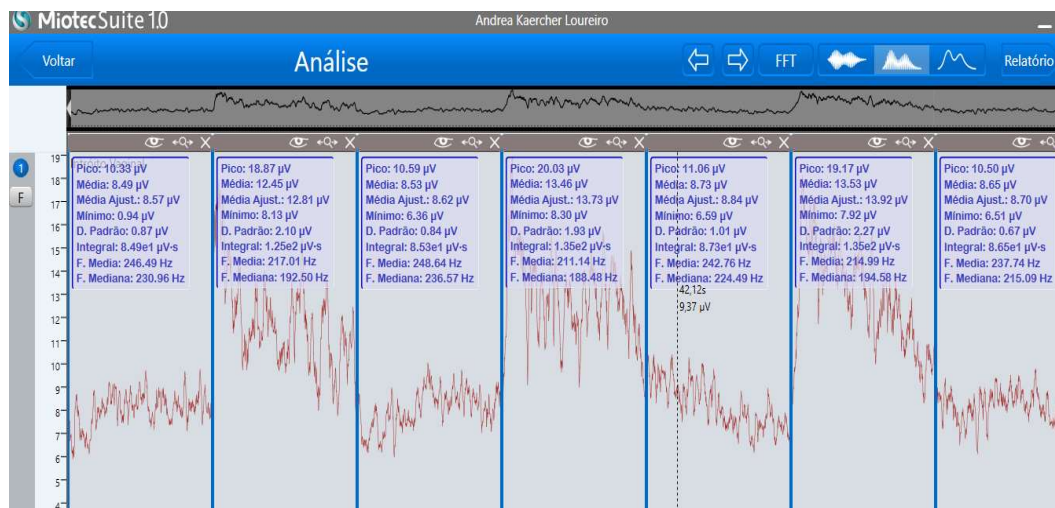 MiotecSuite 1.0
Andrea Kaercher Loureiro
Voltar
Análise
FFT
Relatório
1
F
19
18
17
16
15
14
13
12
11
10
9
8
7
6
5
4
Pico: 10.33 µV
Média: 8.49 µV
Média Ajust.: 8.57 µV
Mínimo: 0.94 µV
D. Padrão: 0.87 µV
Integral: 8.49e1 µV-s
F. Media: 246.49 Hz
F. Mediana: 230.96 Hz
Pico: 18.87 µV
Média: 12.45 µV
Média Ajust.: 12.81 µV
Mínimo: 8.13 µV
D. Padrão: 2.10 µV
Integral: 1.25e2 µV-s
F. Media: 217.01 Hz
F. Mediana: 192.50 Hz
Pico: 10.59 µV
Média: 8.53 µV
Média Ajust.: 8.62 µV
Mínimo: 6.36 µV
D. Padrão: 0.84 µV
Integral: 8.53e1 µV-s
F. Media: 248.64 Hz
F. Mediana: 236.57 Hz
Pico: 20.03 µV
Média: 13.46 µV
Média Ajust.: 13.73 µV
Mínimo: 8.30 µV
D. Padrão: 1.93 µV
Integral: 1.35e2 µV-s
F. Media: 211.14 Hz
F. Mediana: 188.48 Hz
Pico: 11.06 µV
Média: 8.73 µV
Média Ajust.: 8.84 µV
Mínimo: 6.59 µV
D. Padrão: 1.01 µV
Integral: 8.73e1 µV-s
F. Media: 242.76 Hz
F. Mediana: 224.49 Hz
42,12s
9,37 µV
Pico: 19.17 µV
Média: 13.53 µV
Média Ajust.: 13.92 µV
Mínimo: 7.92 µV
D. Padrão: 2.27 µV
Integral: 1.35e2 µV-s
F. Media: 214.99 Hz
F. Mediana: 194.58 Hz
Pico: 10.50 µV
Média: 8.65 µV
Média Ajust.: 8.70 µV
Mínimo: 6.51 µV
D. Padrão: 0.67 µV
Integral: 8.65e1 µV-s
F. Media: 237.74 Hz
F. Mediana: 215.09 Hz